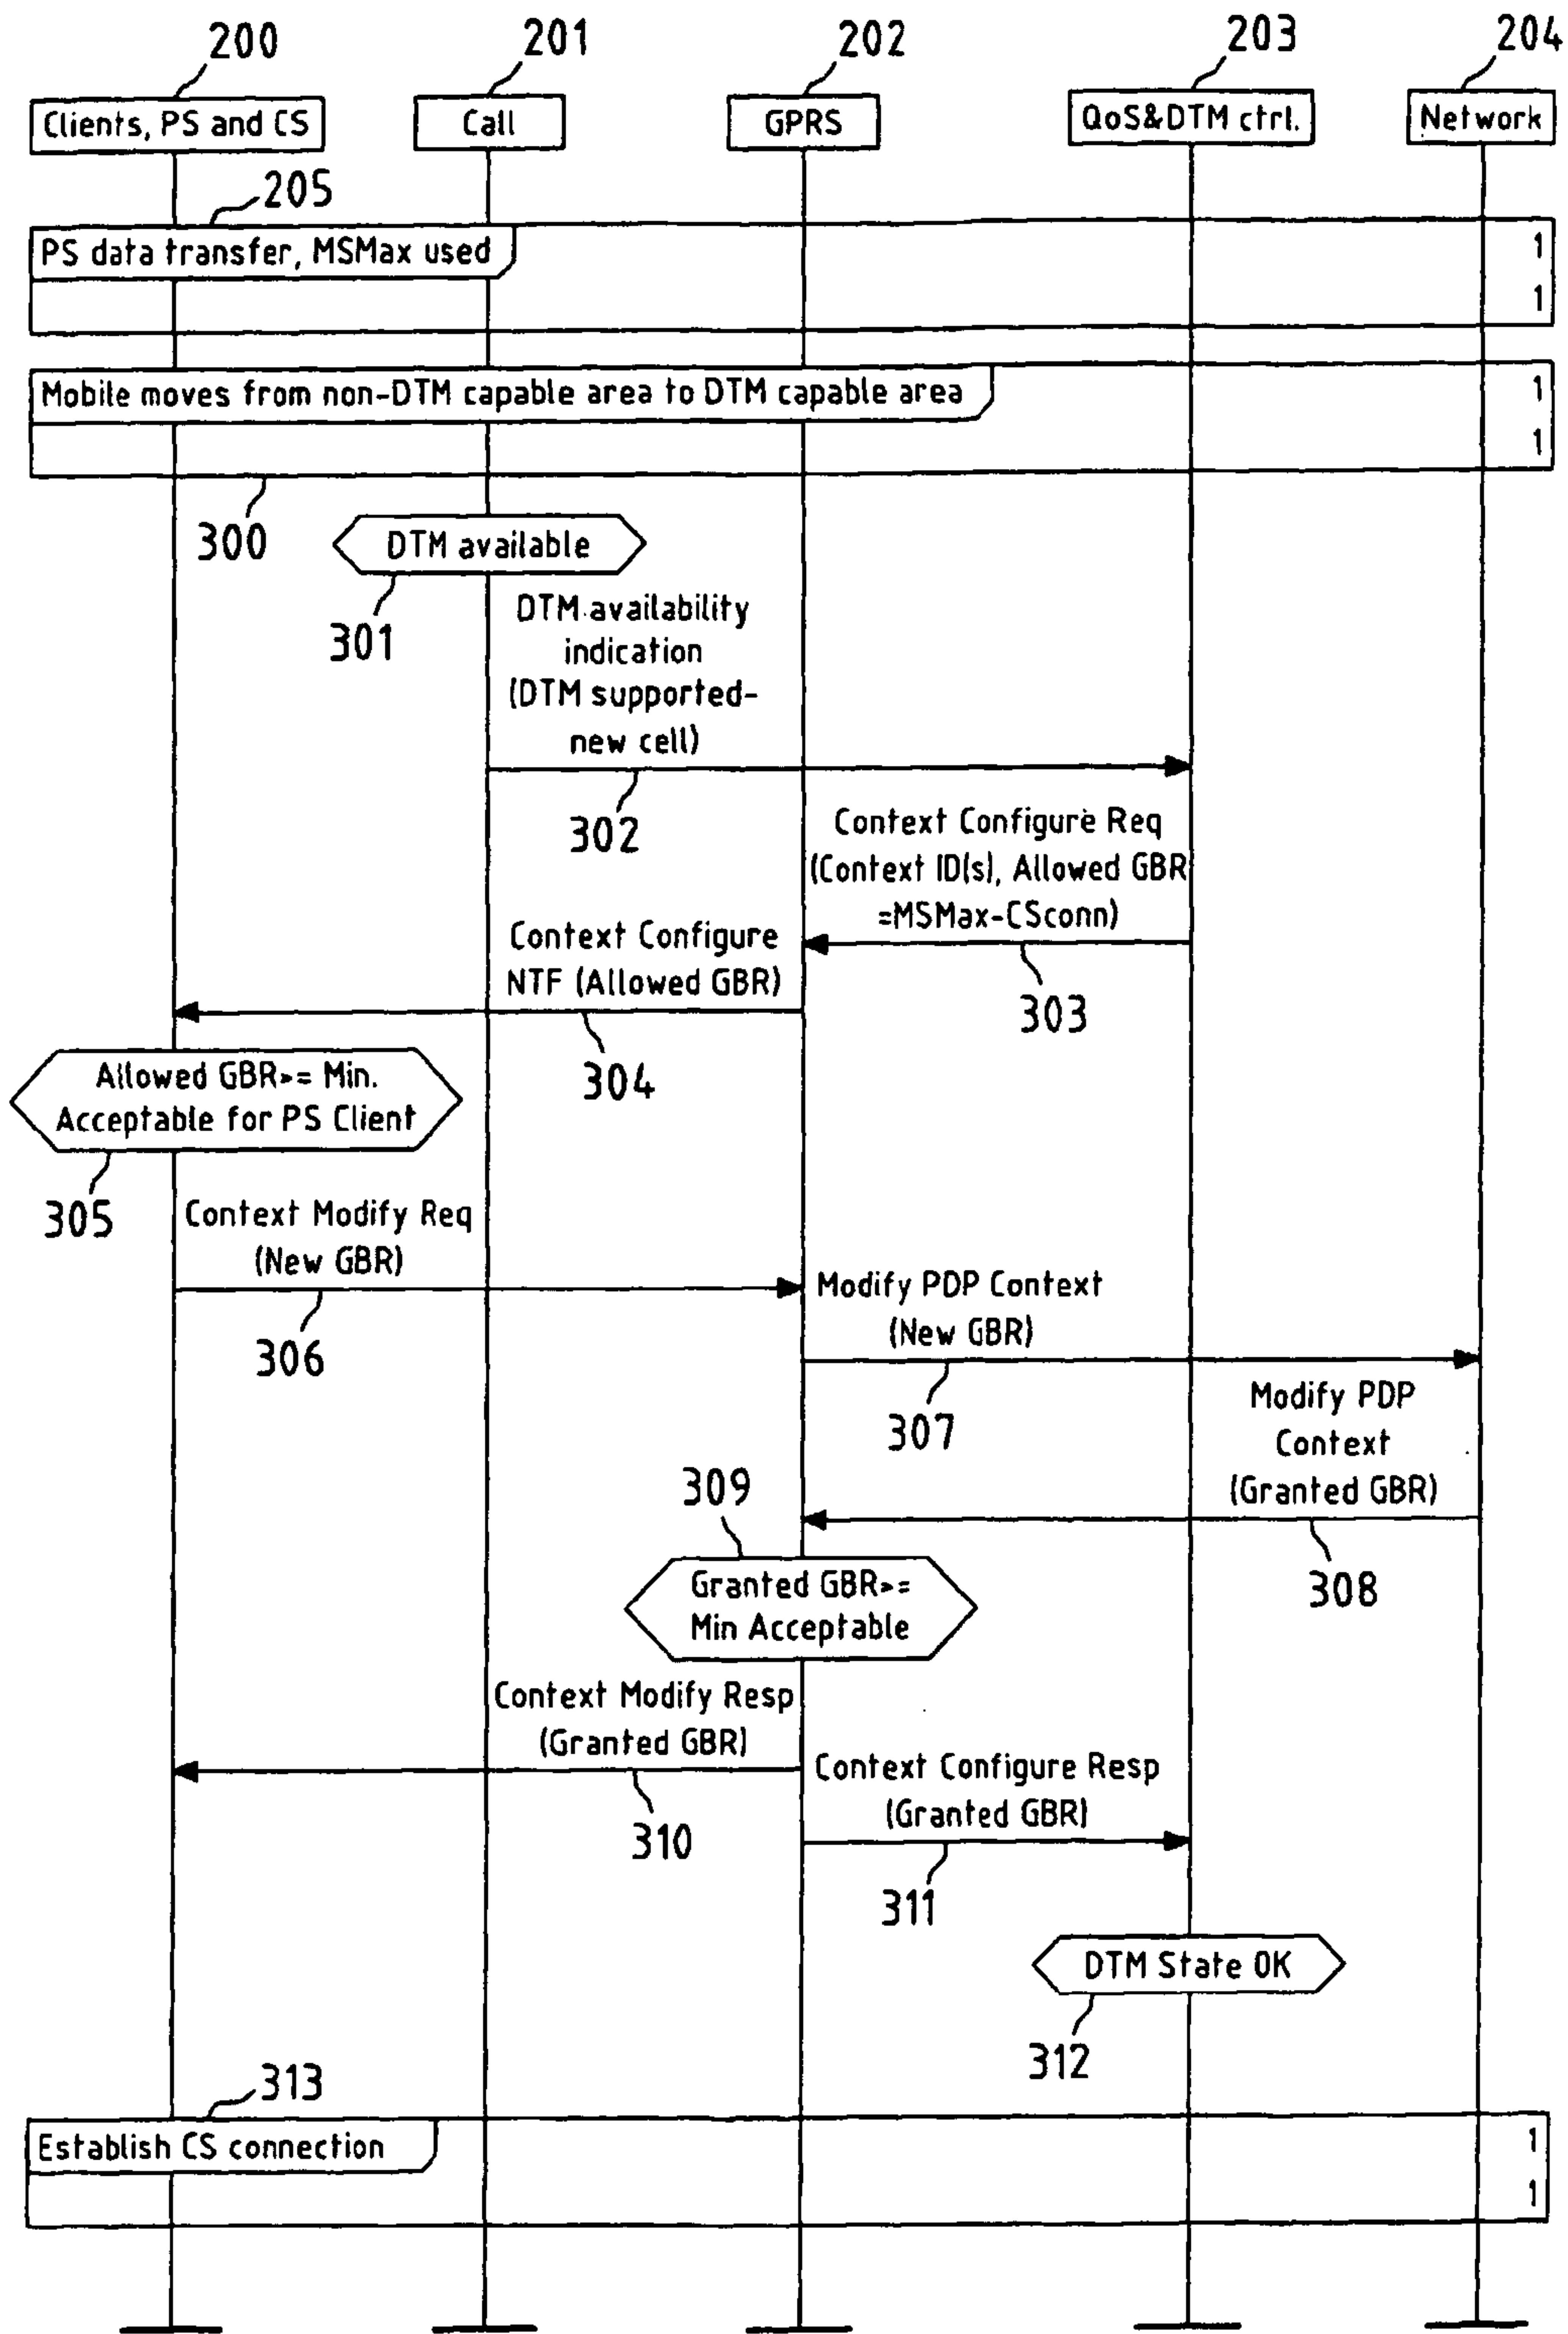 200
201
202
203
204
Clients, PS and CS
Call
GPRS
QoS&DTM ctrl.
Network
205
PS data transfer, MSMax used
1
1
Mobile moves from non-DTM capable area to DTM capable area
1
1
300
DTM available
301
DTM availability
indication
(DTM supported-
new cell)
302
Context Configure Req
(Context ID(s), Allowed GBR
=MSMax-CSconn)
303
Context Configure
NTF (Allowed GBR)
304
Allowed GBR>= Min.
Acceptable for PS Client
305
Context Modify Req
(New GBR)
306
Modify PDP Context
(New GBR)
307
Modify PDP
Context
(Granted GBR)
308
309
Granted GBR>=
Min Acceptable
Context Modify Resp
(Granted GBR)
310
Context Configure Resp
(Granted GBR)
311
DTM State OK
312
313
Establish CS connection
1
1